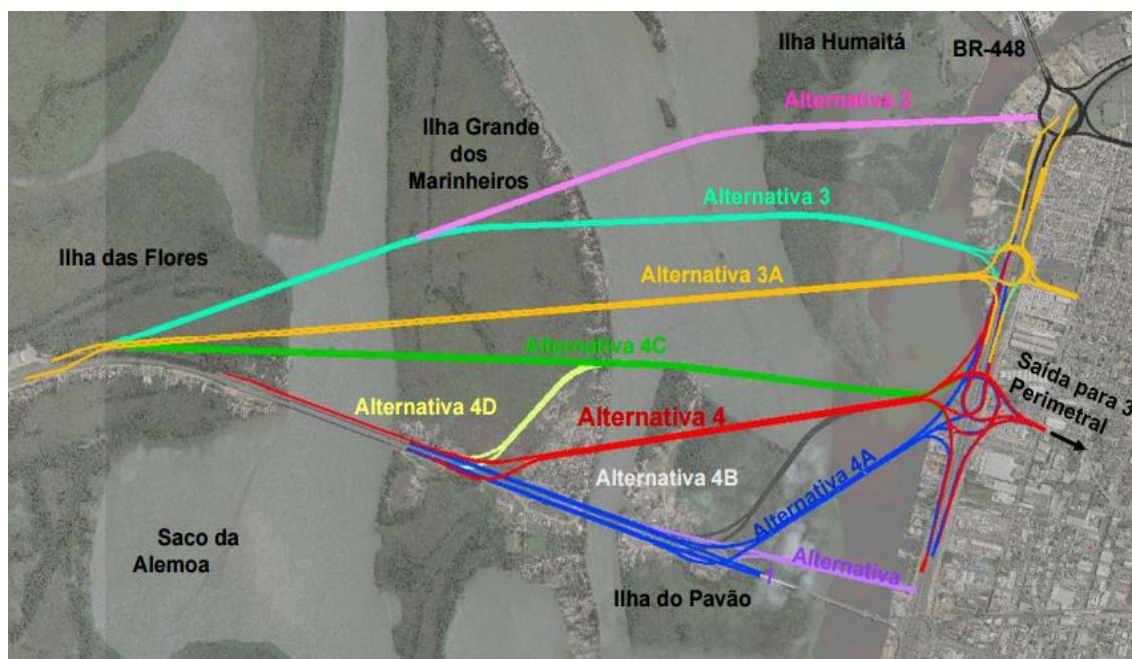 Ilha Humaitá
BR-448
Alternativa 2
Ilha Grande
dos
Marinheiros
Alternativa 3
Ilha das Flores
Alternativa 3A
Alternativa 4C
Saída para 3
Perimetral
Alternativa 4D
Alternativa 4
Alternativa 4A
Alternativa 4B
Saco da
Alemoa
Alternativa
1
Ilha do Pavão